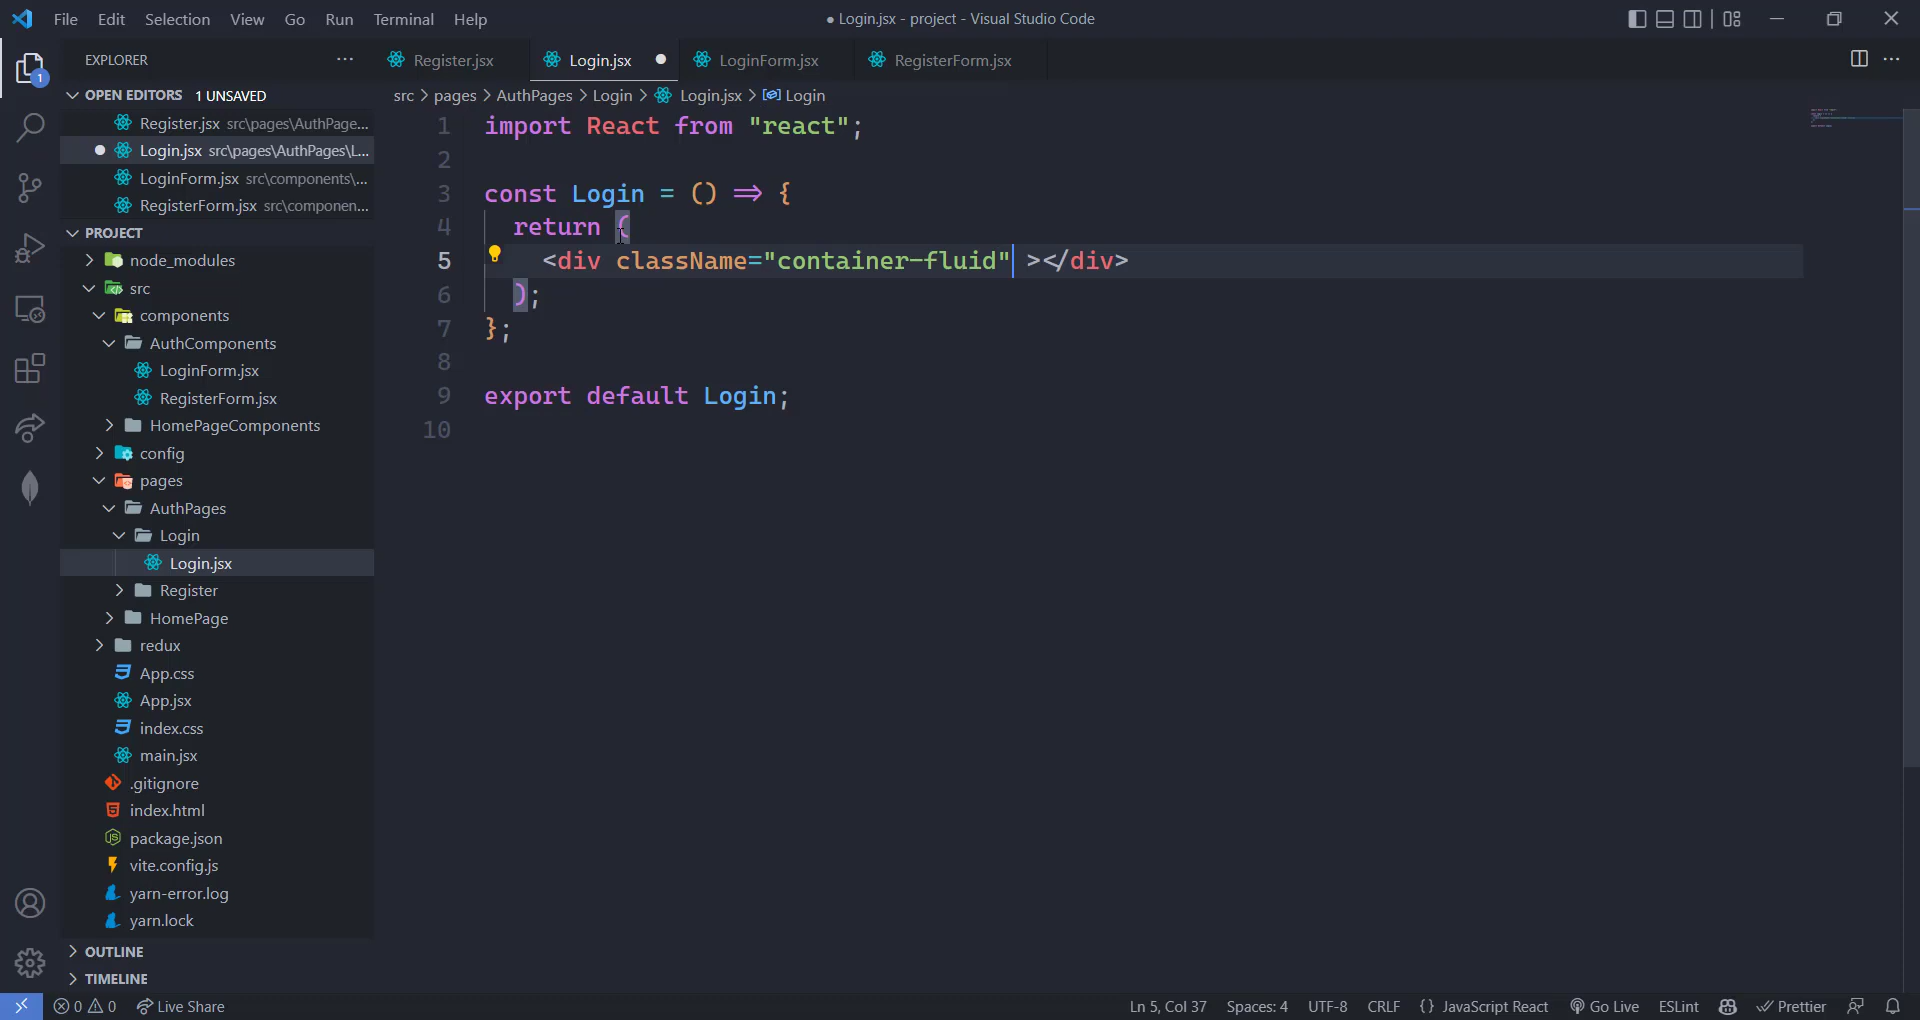 File Edit Selection View Go Run Terminal Help
● Login.jsx - project - Visual Studio Code
EXPLORER
1
OPEN EDITORS 1 UNSAVED
Register.jsx src\pages\AuthPage...
Login.jsx src\pages\AuthPages\L...
LoginForm.jsx src\components\...
RegisterForm.jsx src\componen...
PROJECT
node_modules
src
components
AuthComponents
LoginForm.jsx
RegisterForm.jsx
HomePageComponents
config
pages
AuthPages
Login
Login.jsx
Register
HomePage
redux
App.css
App.jsx
index.css
main.jsx
.gitignore
index.html
package.json
vite.config.js
yarn-error.log
yarn.lock
OUTLINE
TIMELINE
Register.jsx Login.jsx LoginForm.jsx RegisterForm.jsx
src > pages > AuthPages > Login > Login.jsx > Login
1 import React from "react";
2
3 const Login = () => {
4 return (
5 <div className="container-fluid" ></div>
6 );
7 };
8
9 export default Login;
10
0 0 Live Share
Ln 5, Col 37 Spaces: 4 UTF-8 CRLF {} JavaScript React Go Live ESLint Prettier